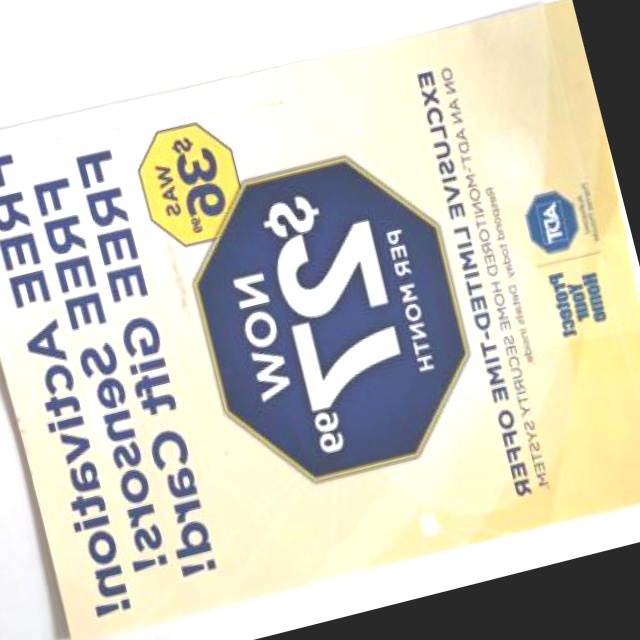 ADT
PROTECT
YOUR
HOME
EXCLUSIVE LIMITED-TIME OFFER
ON AN ADT-MONITORED HOME SECURITY SYSTEM
WAS
$36 99
NOW
$27 99
PER MONTH
FREE Gift Card!
FREE Sensors!
FREE Activation!